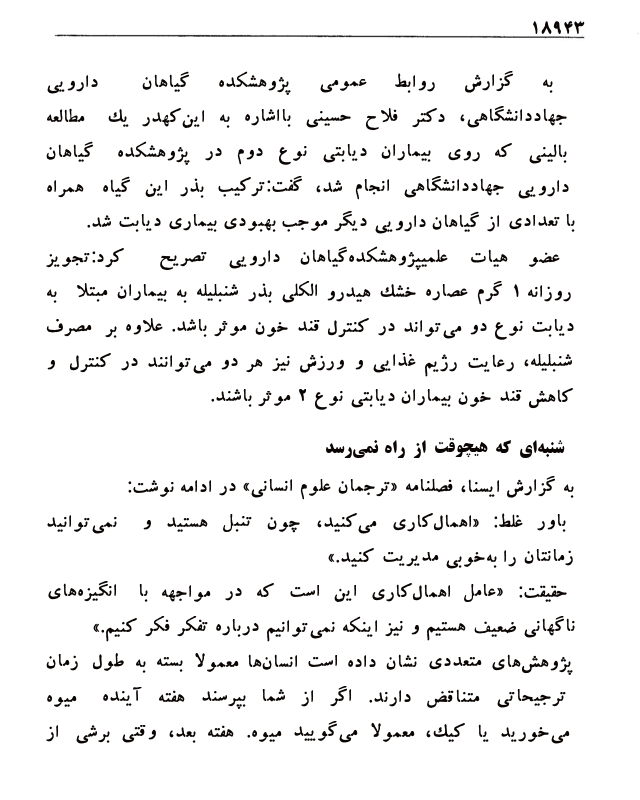 ۱۸۹۴۳
به گزارش روابط عمومی پژوهشکده گیاهان دارویی
جهاددانشگاهی، دکتر فلاح حسینی بااشاره به این‌کهدر یك مطالعه
بالینی که روی بیماران دیابتی نوع دوم در پژوهشکده گیاهان
دارویی جهاددانشگاهی انجام شد، گفت:ترکیب بذر این گیاه همراه
با تعدادی از گیاهان دارویی دیگر موجب بهبودی بیماری دیابت شد.
عضو هیات علمیپژوهشکده‌گیاهان دارویی تصریح کرد:تجویز
روزانه ۱ گرم عصاره خشك هیدرو الکلی بذر شنبلیله به بیماران مبتلا به
دیابت نوع دو می‌تواند در کنترل قند خون موثر باشد. علاوه بر مصرف
شنبلیله، رعایت رژیم غذایی و ورزش نیز هر دو می‌توانند در کنترل و
کاهش قند خون بیماران دیابتی نوع ۲ موثر باشند.
شنبه‌ای که هیچوقت از راه نمی‌رسد
به گزارش ایسنا، فصلنامه «ترجمان علوم انسانی» در ادامه نوشت:
باور غلط: «اهمال‌کاری می‌کنید، چون تنبل هستید و نمی‌توانید
زمانتان را به‌خوبی مدیریت کنید.»
حقیقت: «عامل اهمال‌کاری این است که در مواجهه با انگیزه‌های
ناگهانی ضعیف هستیم و نیز اینکه نمی‌توانیم درباره تفکر فکر کنیم.»
پژوهش‌های متعددی نشان داده است انسان‌ها معمولا بسته به طول زمان
ترجیحاتی متناقض دارند. اگر از شما بپرسند هفته آینده میوه
می‌خورید یا کیك، معمولا می‌گویید میوه. هفته بعد، وقتی برشی از